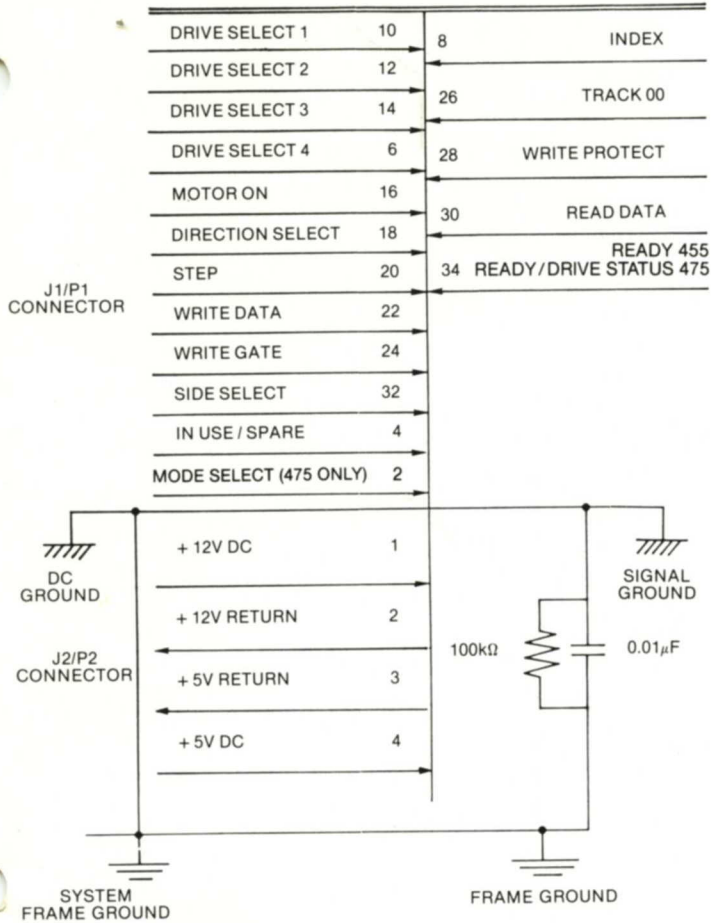 DRIVE SELECT 1 10
DRIVE SELECT 2 12
DRIVE SELECT 3 14
DRIVE SELECT 4 6
MOTOR ON 16
DIRECTION SELECT 18
STEP 20
WRITE DATA 22
WRITE GATE 24
SIDE SELECT 32
IN USE / SPARE 4
MODE SELECT (475 ONLY) 2
8 INDEX
26 TRACK 00
28 WRITE PROTECT
30 READ DATA
READY 455
34 READY/DRIVE STATUS 475
J1/P1
CONNECTOR
DC
GROUND
SIGNAL
GROUND
+ 12V DC 1
+ 12V RETURN 2
+ 5V RETURN 3
+ 5V DC 4
J2/P2
CONNECTOR
100kΩ
0.01μF
SYSTEM
FRAME GROUND
FRAME GROUND